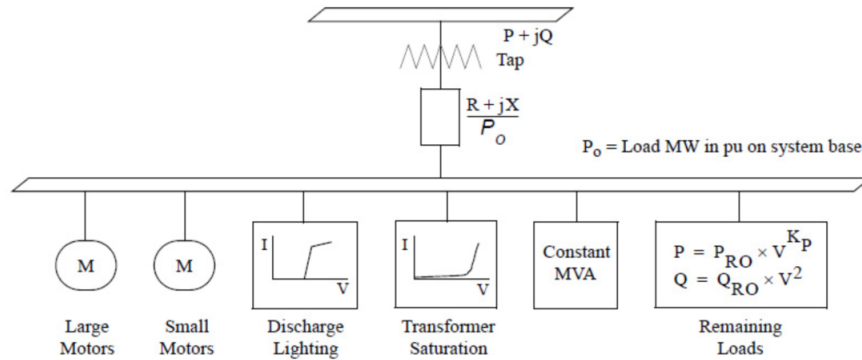 P + jQ
Tap
R + jX
P_o
P_o = Load MW in pu on system base
M
M
I
V
I
V
Constant
MVA
P = P_RO × V^K_P
Q = Q_RO × V^2
Large
Motors
Small
Motors
Discharge
Lighting
Transformer
Saturation
Remaining
Loads